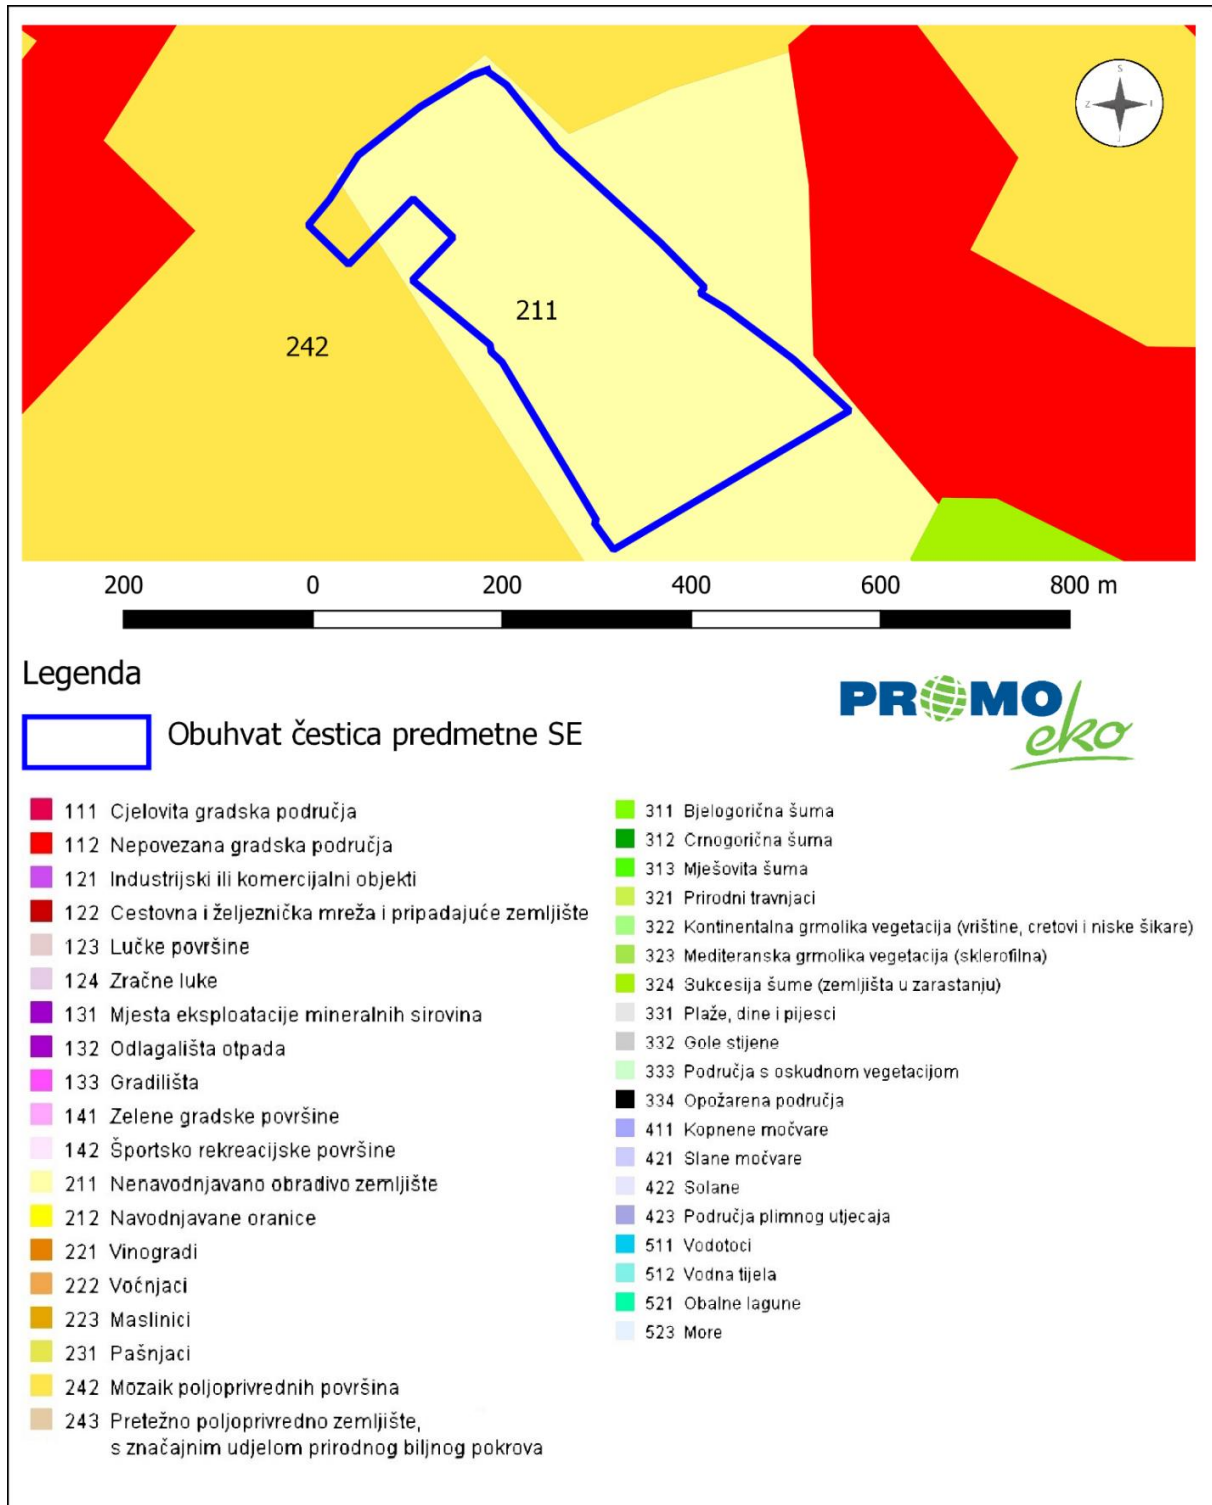 S
Z I
J
211
242
200 0 200 400 600 800 m
Legenda
PROMO
eko
Obuhvat čestica predmetne SE
111 Cjelovita gradska područja
112 Nepovezana gradska područja
121 Industrijski ili komercijalni objekti
122 Cestovna i željeznička mreža i pripadajuće zemljište
123 Lučke površine
124 Zračne luke
131 Mjesta eksploatacije mineralnih sirovina
132 Odlagališta otpada
133 Gradilišta
141 Zelene gradske površine
142 Športsko rekreacijske površine
211 Nenavodnjavano obradivo zemljište
212 Navodnjavane oranice
221 Vinogradi
222 Voćnjaci
223 Maslinici
231 Pašnjaci
242 Mozaik poljoprivrednih površina
243 Pretežno poljoprivredno zemljište,
s značajnim udjelom prirodnog biljnog pokrova
311 Bjelogorična šuma
312 Crnogorična šuma
313 Mješovita šuma
321 Prirodni travnjaci
322 Kontinentalna grmolika vegetacija (vrištine, cretovi i niske šikare)
323 Mediteranska grmolika vegetacija (sklerofilna)
324 Sukcesija šume (zemljišta u zarastanju)
331 Plaže, dine i pijesci
332 Gole stijene
333 Područja s oskudnom vegetacijom
334 Opožarena područja
411 Kopnene močvare
421 Slane močvare
422 Solane
423 Područja plimnog utjecaja
511 Vodotoci
512 Vodna tijela
521 Obalne lagune
523 More